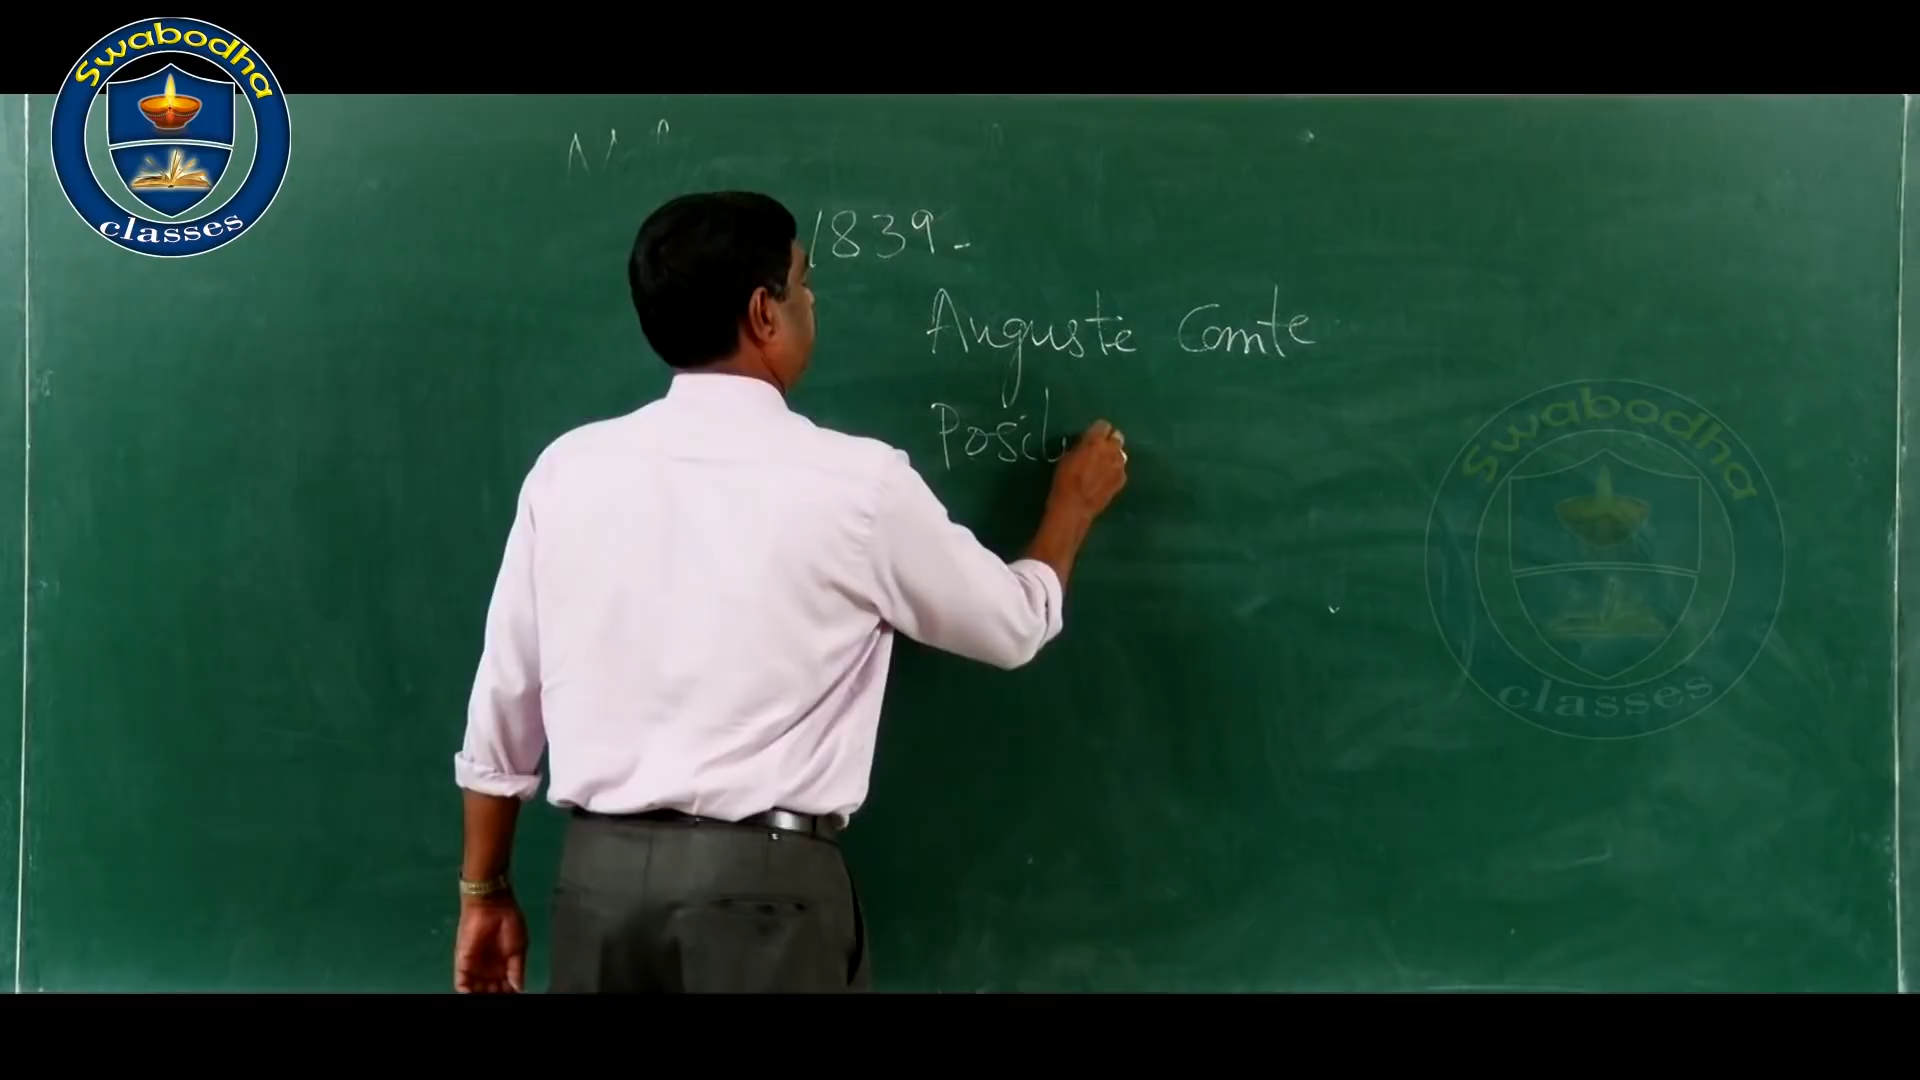 Swabodha
classes
1839-
Auguste Comte
Swabodha
classes